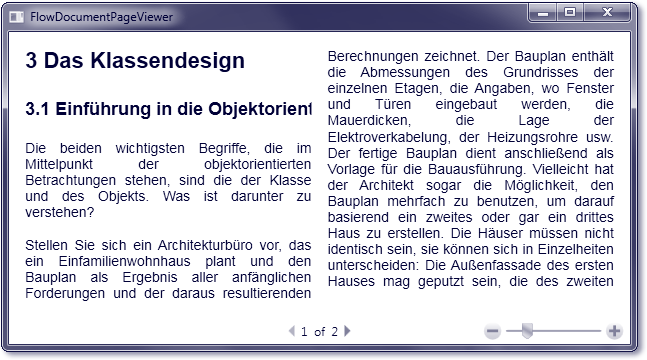 FlowDocumentPageViewer
3 Das Klassendesign
3.1 Einführung in die Objektorient
Die beiden wichtigsten Begriffe, die im
Mittelpunkt der objektorientierten
Betrachtungen stehen, sind die der Klasse
und des Objekts. Was ist darunter zu
verstehen?
Stellen Sie sich ein Architekturbüro vor, das
ein Einfamilienwohnhaus plant und den
Bauplan als Ergebnis aller anfänglichen
Forderungen und der daraus resultierenden
Berechnungen zeichnet. Der Bauplan enthält
die Abmessungen des Grundrisses der
einzelnen Etagen, die Angaben, wo Fenster
und Türen eingebaut werden, die
Mauerdicken, die Lage der
Elektroverkabelung, der Heizungsrohre usw.
Der fertige Bauplan dient anschließend als
Vorlage für die Bauausführung. Vielleicht hat
der Architekt sogar die Möglichkeit, den
Bauplan mehrfach zu benutzen, um darauf
basierend ein zweites oder gar ein drittes
Haus zu erstellen. Die Häuser müssen nicht
identisch sein, sie können sich in Einzelheiten
unterscheiden: Die Außenfassade des ersten
Hauses mag geputzt sein, die des zweiten
1 of 2